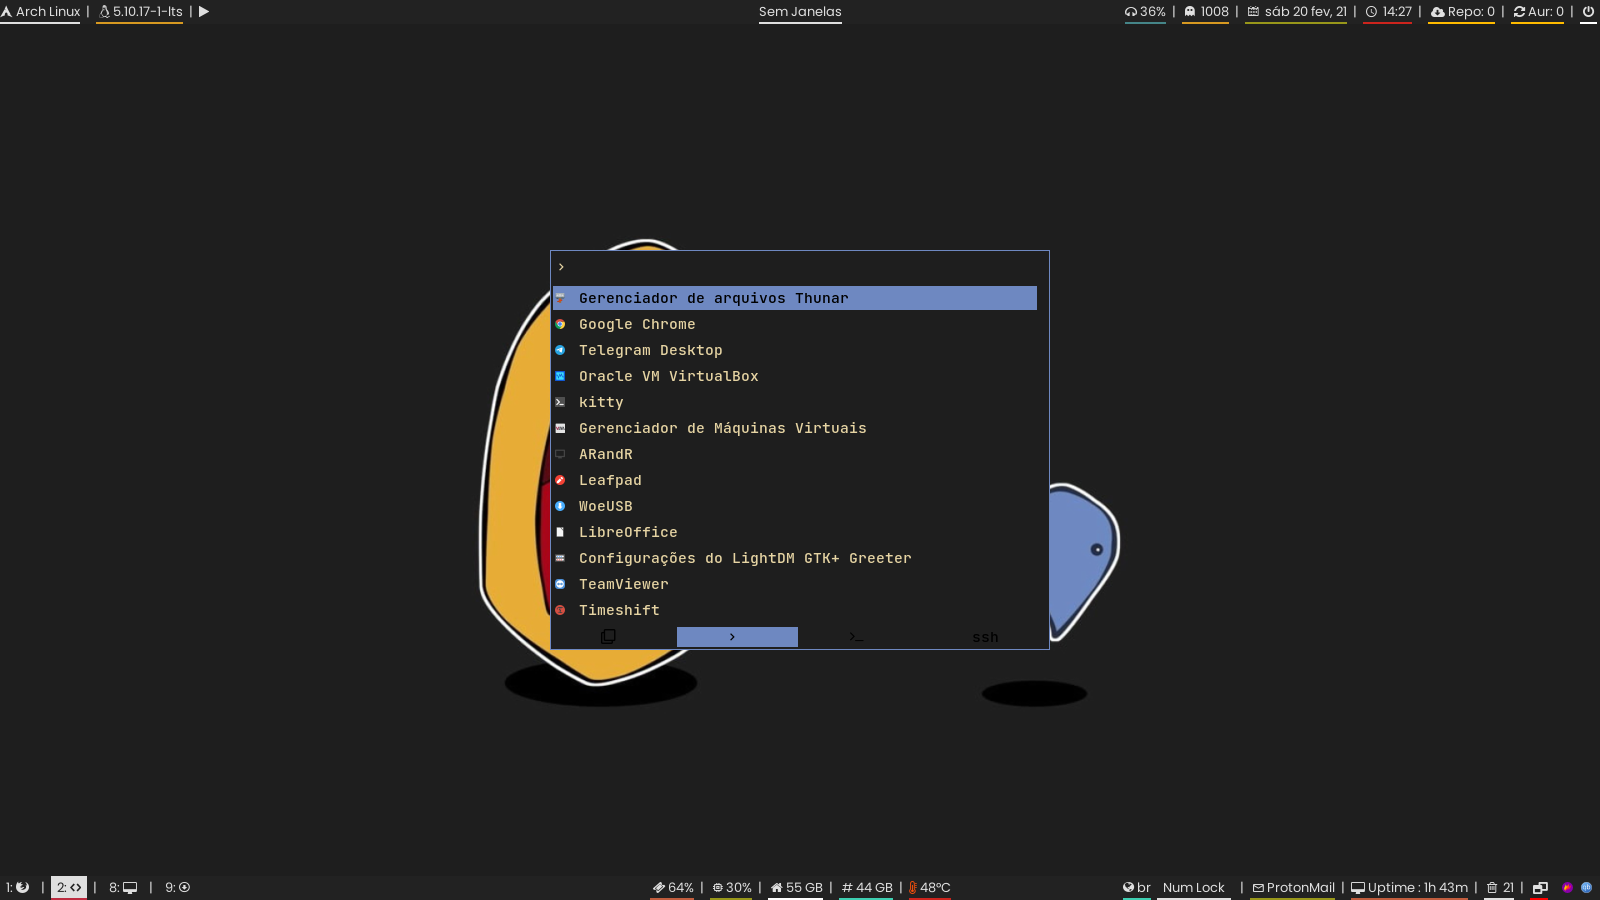 Arch Linux | 5.10.17-1-lts |
Sem Janelas
36% | 1008 | sáb 20 fev, 21 | 14:27 | Repo: 0 | Aur: 0 |
>
Gerenciador de arquivos Thunar
Google Chrome
Telegram Desktop
Oracle VM VirtualBox
kitty
Gerenciador de Máquinas Virtuais
ARandR
Leafpad
WoeUSB
LibreOffice
Configurações do LightDM GTK+ Greeter
TeamViewer
Timeshift
> >_ ssh
1: | 2: | 8: | 9:
64% | 30% | 55 GB | # 44 GB | 48ºC
br Num Lock | ProtonMail | Uptime : 1h 43m | 21 |